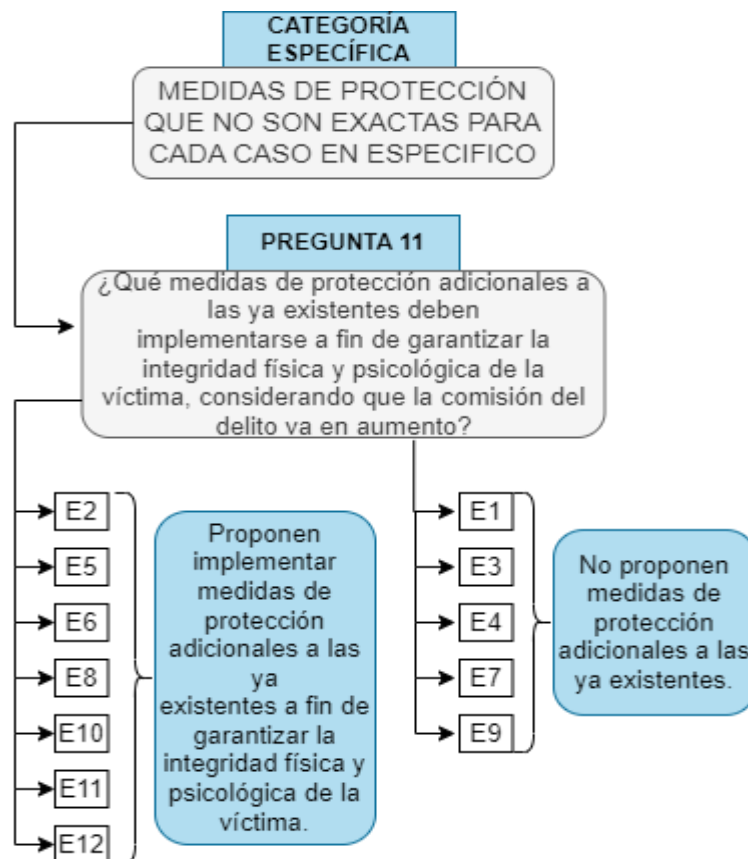 CATEGORÍA
ESPECÍFICA
MEDIDAS DE PROTECCIÓN
QUE NO SON EXACTAS PARA
CADA CASO EN ESPECIFICO
PREGUNTA 11
¿Qué medidas de protección adicionales a
las ya existentes deben
implementarse a fin de garantizar la
integridad física y psicológica de la
víctima, considerando que la comisión del
delito va en aumento?
E2
E5
E6
E8
E10
E11
E12
Proponen
implementar
medidas de
protección
adicionales a las
ya
existentes a fin de
garantizar la
integridad física y
psicológica de la
víctima.
E1
E3
E4
E7
E9
No proponen
medidas de
protección
adicionales a las
ya existentes.